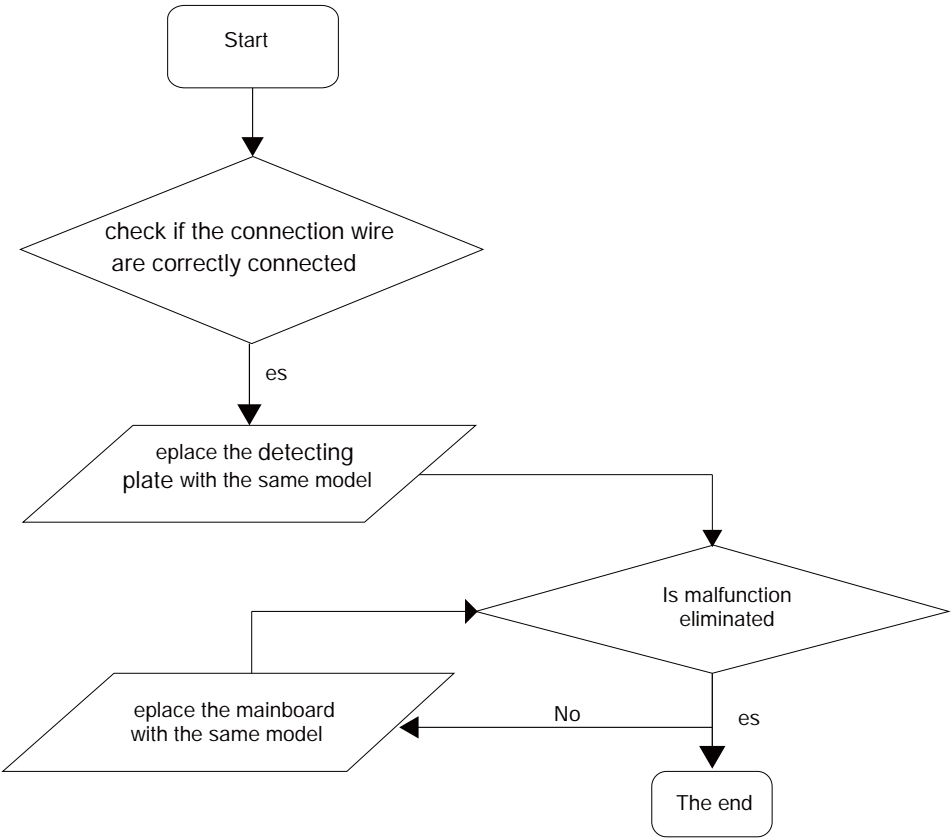 Start
check if the connection wire
are correctly connected
es
eplace the detecting
plate with the same model
Is malfunction
eliminated
eplace the mainboard
with the same model
No
es
The end